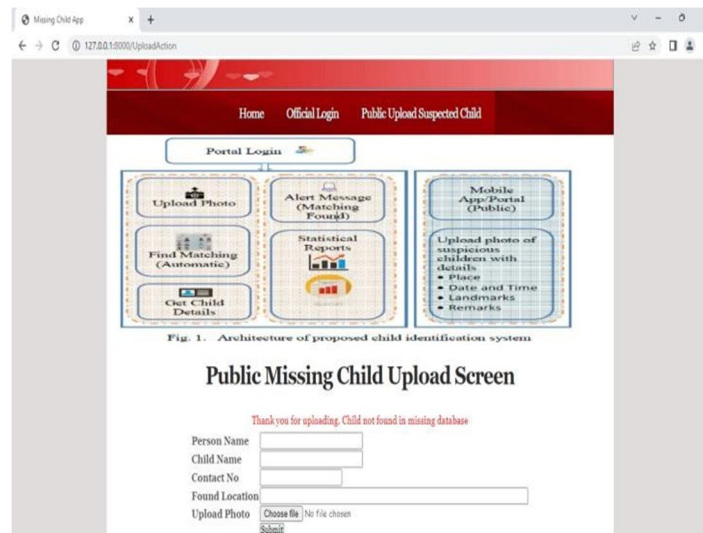 Missing Child App
127.0.0.1:8000/UploadAction
Home Official Login Public Upload Suspected Child
Portal Login
Upload Photo
Find Matching
(Automatic)
Get Child
Details
Alert Message
(Matching
Found)
Statistical
Reports
Mobile
App/Portal
(Public)
Upload photo of
suspicious
children with
details
• Place
• Date and Time
• Landmarks
• Remarks
Fig. 1. Architecture of proposed child identification system
Public Missing Child Upload Screen
Thank you for uploading. Child not found in missing database
Person Name
Child Name
Contact No
Found Location
Upload Photo Choose file No file chosen
Submit